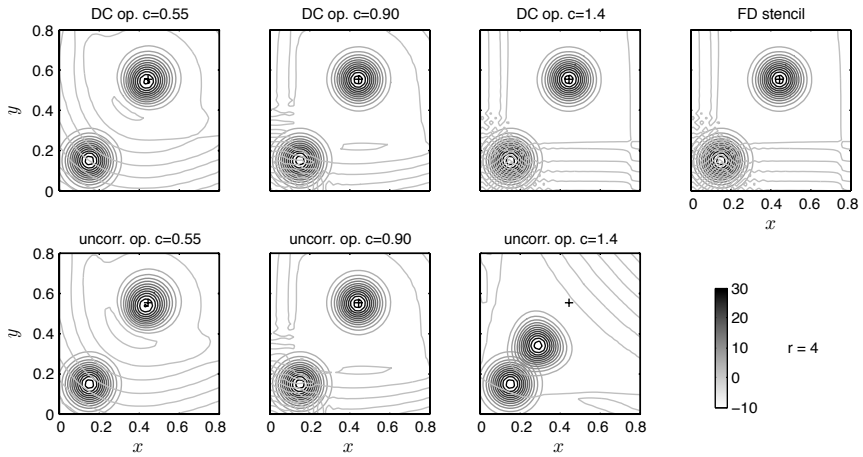 DC op. c=0.55
DC op. c=0.90
DC op. c=1.4
FD stencil
0.8
0.6
0.4
0.2
0
y
0 0.2 0.4 0.6 0.8
x
uncorr. op. c=0.55
uncorr. op. c=0.90
uncorr. op. c=1.4
0.8
0.6
0.4
0.2
0
y
0 0.2 0.4 0.6 0.8
x
0 0.2 0.4 0.6 0.8
x
0 0.2 0.4 0.6 0.8
x
30
20
10
0
−10
r = 4